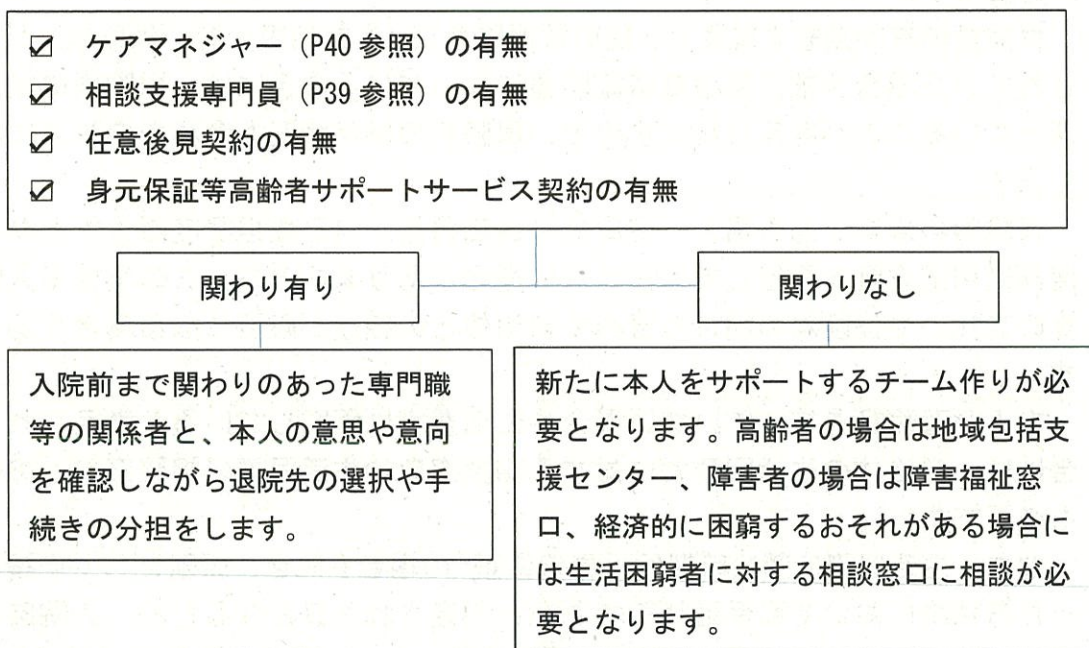 ☑ ケアマネジャー（P40 参照）の有無
☑ 相談支援専門員（P39 参照）の有無
☑ 任意後見契約の有無
☑ 身元保証等高齢者サポートサービス契約の有無
関わり有り
関わりなし
入院前まで関わりのあった専門職
等の関係者と、本人の意思や意向
を確認しながら退院先の選択や手
続きの分担をします。
新たに本人をサポートするチーム作りが必
要となります。高齢者の場合は地域包括支
援センター、障害者の場合は障害福祉窓
口、経済的に困窮するおそれがある場合に
は生活困窮者に対する相談窓口に相談が必
要となります。